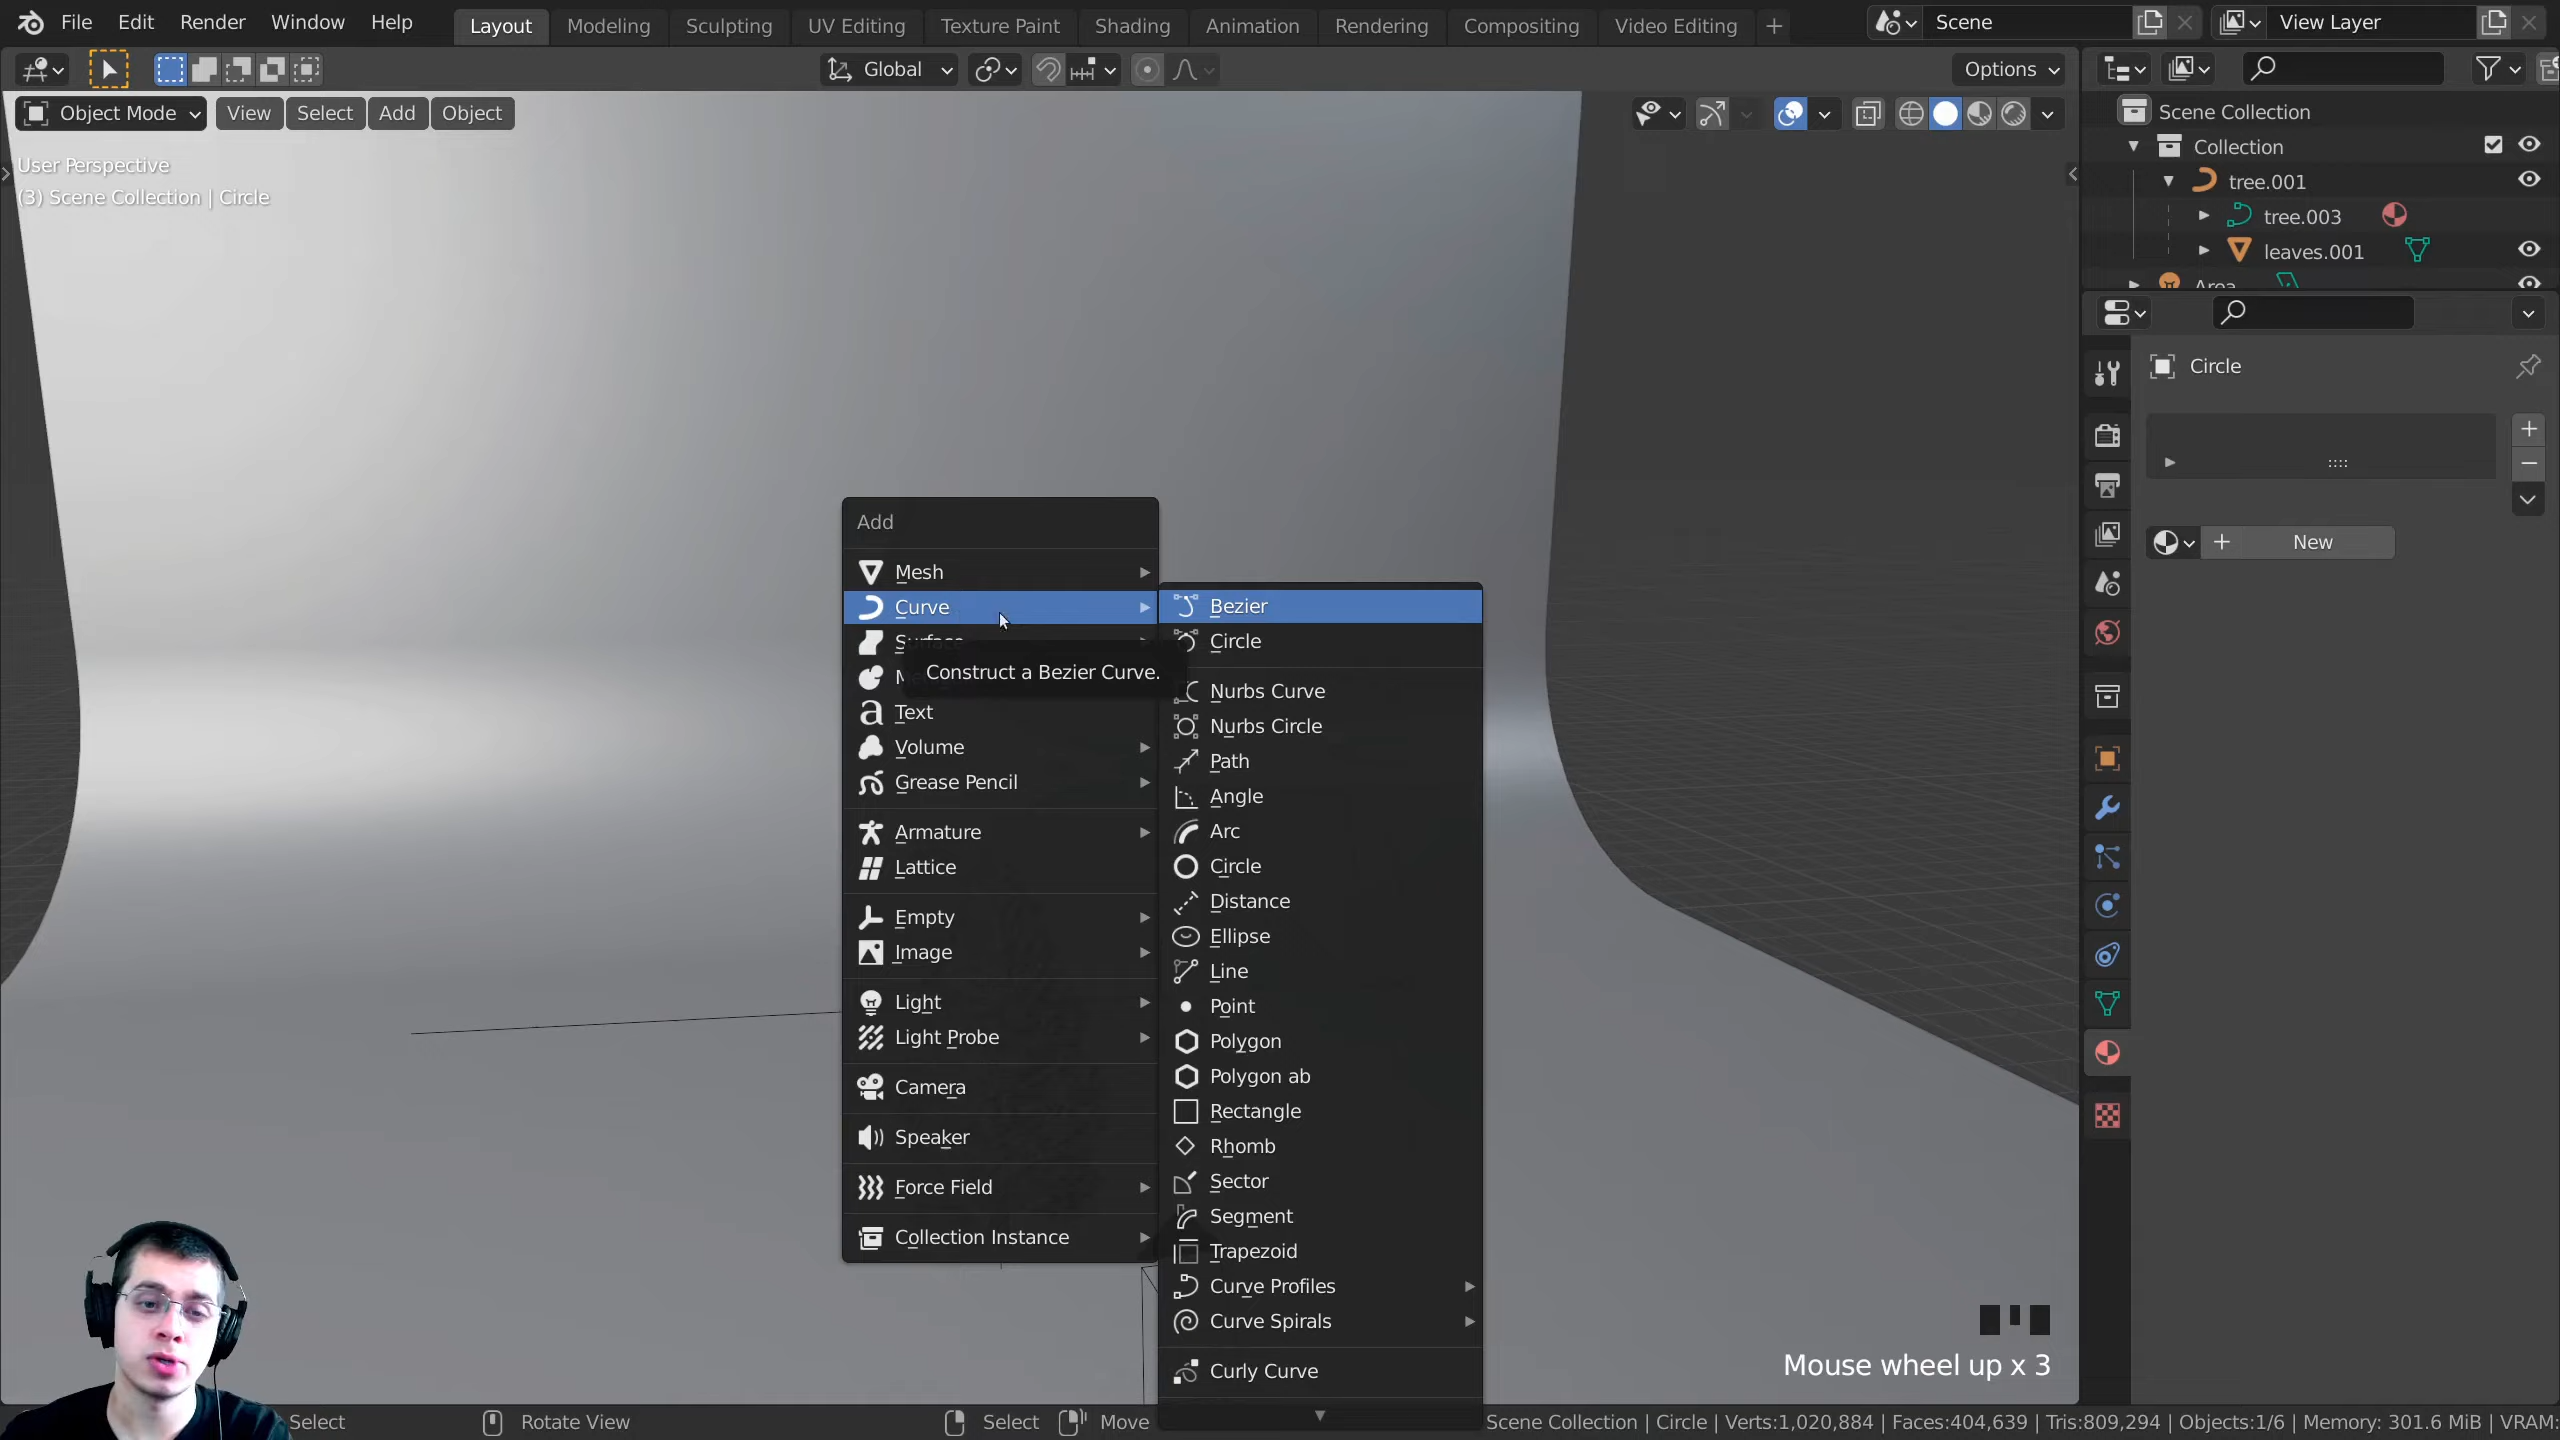 File Edit Render Window Help
Layout Modeling Sculpting UV Editing Texture Paint Shading Animation Rendering Compositing Video Editing +
Scene
View Layer
Global
Options
Object Mode View Select Add Object
User Perspective
(3) Scene Collection | Circle
Scene Collection
Collection
tree.001
tree.003
leaves.001
Area
Circle
New
Add
Mesh
Curve
Surface
Construct a Bezier Curve.
Text
Volume
Grease Pencil
Armature
Lattice
Empty
Image
Light
Light Probe
Camera
Speaker
Force Field
Collection Instance
Bezier
Circle
Nurbs Curve
Nurbs Circle
Path
Angle
Arc
Circle
Distance
Ellipse
Line
Point
Polygon
Polygon ab
Rectangle
Rhomb
Sector
Segment
Trapezoid
Curve Profiles
Curve Spirals
Curly Curve
Mouse wheel up x 3
Select Rotate View Select Move
Scene Collection | Circle | Verts:1,020,884 | Faces:404,639 | Tris:809,294 | Objects:1/6 | Memory: 301.6 MiB | VRAM: